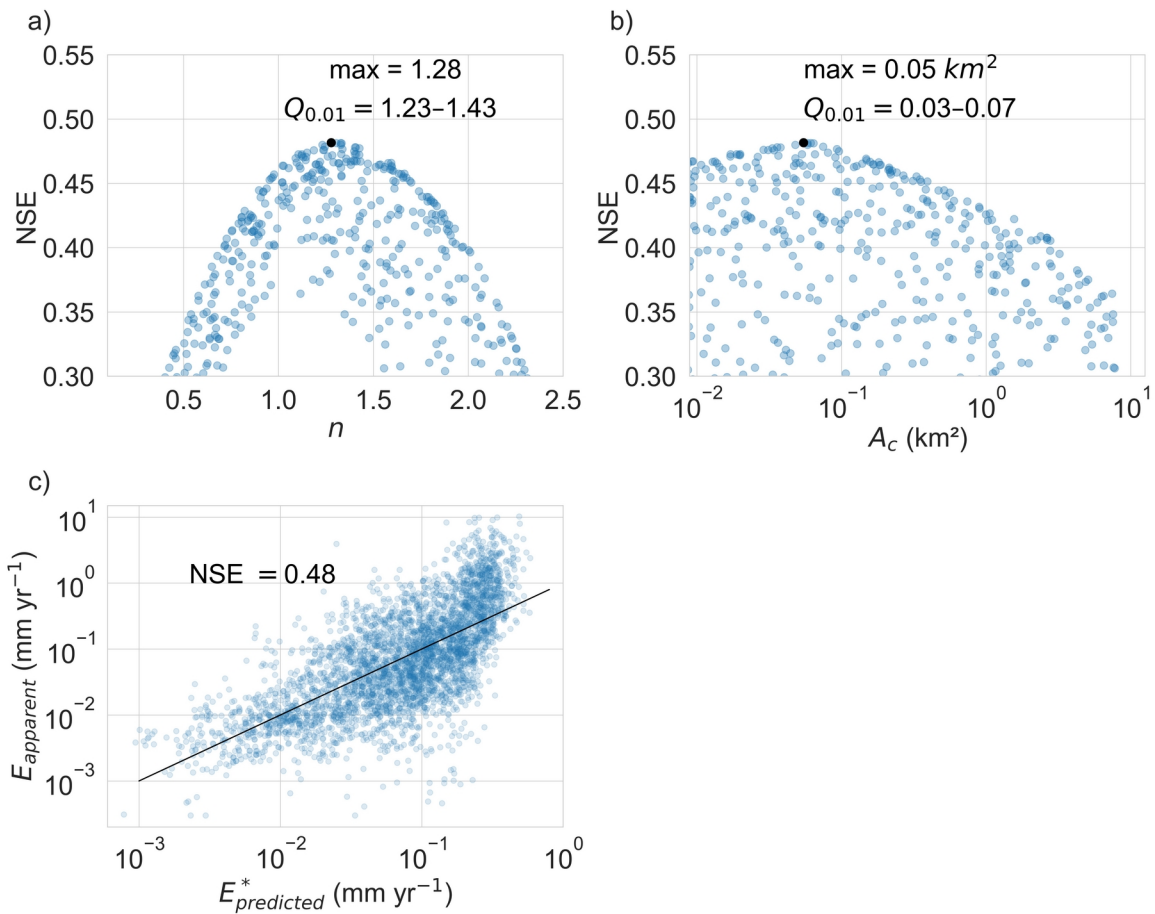 a)
max = 1.28
Q0.01 = 1.23–1.43
NSE
0.55
0.50
0.45
0.40
0.35
0.30
0.5 1.0 1.5 2.0 2.5
n
b)
max = 0.05 km²
Q0.01 = 0.03–0.07
NSE
0.55
0.50
0.45
0.40
0.35
0.30
10⁻² 10⁻¹ 10⁰ 10¹
Ac (km²)
c)
NSE = 0.48
Eapparent (mm yr⁻¹)
10¹
10⁰
10⁻¹
10⁻²
10⁻³
10⁻³ 10⁻² 10⁻¹ 10⁰
E*predicted (mm yr⁻¹)